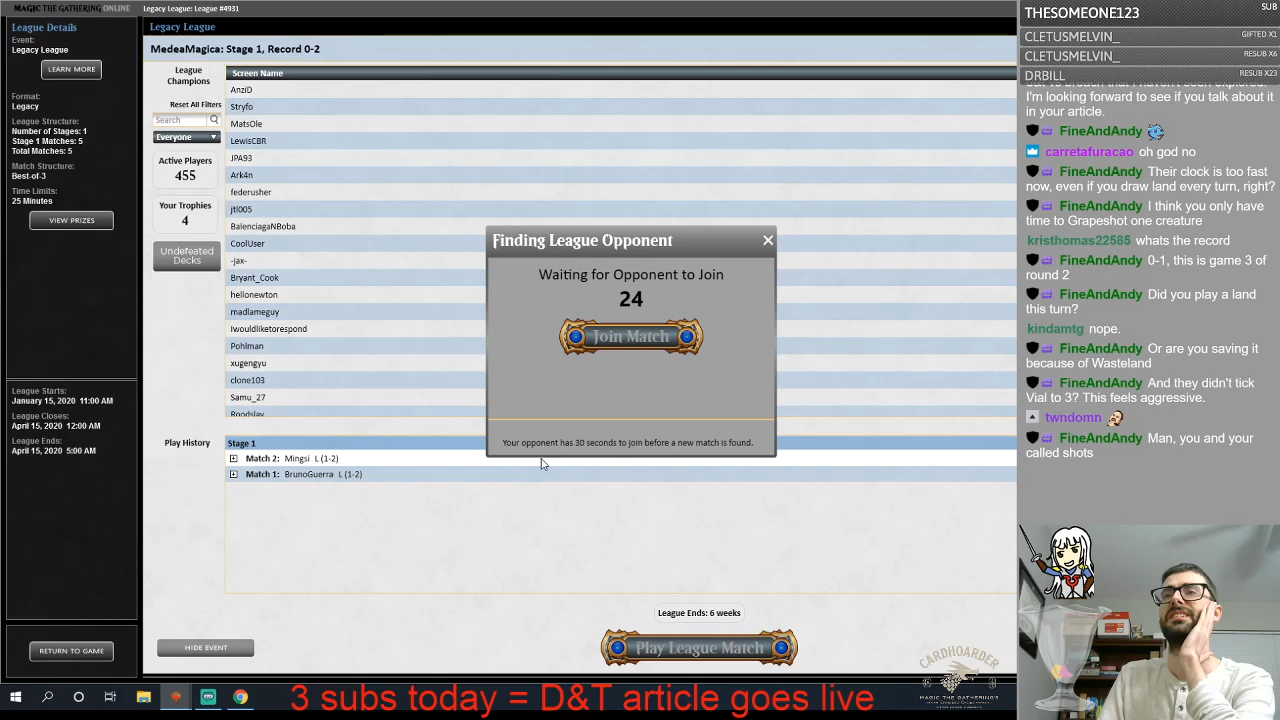 MAGIC THE GATHERING ONLINE
Legacy League: League #4931
League Details
Event:
Legacy League
LEARN MORE
Format:
Legacy
League Structure:
Number of Stages: 1
Stage 1 Matches: 5
Total Matches: 5
Match Structure:
Best-of-3
Time Limits:
25 Minutes
VIEW PRIZES
League Starts:
January 15, 2020 11:00 AM
League Closes:
April 15, 2020 12:00 AM
League Ends:
April 15, 2020 5:00 AM
RETURN TO GAME
Legacy League
MedeaMagica: Stage 1, Record 0-2
League
Champions
Reset All Filters
Search
Everyone
Active Players
455
Your Trophies
4
Undefeated
Decks
Screen Name
AnziD
Stryfo
MatsOle
LewisCBR
JPA93
Ark4n
federusher
jtl005
BalenciagaNBoba
CoolUser
-jax-
Bryant_Cook
hellonewton
madlameguy
Iwouldliketorespond
Pohlman
xugengyu
clone103
Samu_27
Roodslay
Finding League Opponent
Waiting for Opponent to Join
24
Join Match
Your opponent has 30 seconds to join before a new match is found.
Play History
Stage 1
Match 2: Mingsi L (1-2)
Match 1: BrunoGuerra L (1-2)
League Ends: 6 weeks
HIDE EVENT
Play League Match
CARDHOARDER
MAGIC THE GATHERING'S
3 subs today = D&T article goes live
THESOMEONE123 SUB
CLETUSMELVIN_ GIFTED X1
CLETUSMELVIN_ RESUB X6
DRBILL RESUB X23
I'm looking forward to see if you talk about it
in your article.
FineAndAndy
carretafuracao oh god no
FineAndAndy Their clock is too fast
now, even if you draw land every turn, right?
FineAndAndy I think you only have
time to Grapeshot one creature
kristhomas22585 whats the record
FineAndAndy 0-1, this is game 3 of
round 2
FineAndAndy Did you play a land
this turn?
kindamtg nope.
FineAndAndy Or are you saving it
because of Wasteland
FineAndAndy And they didn't tick
Vial to 3? This feels aggressive.
twndomn
FineAndAndy Man, you and your
called shots